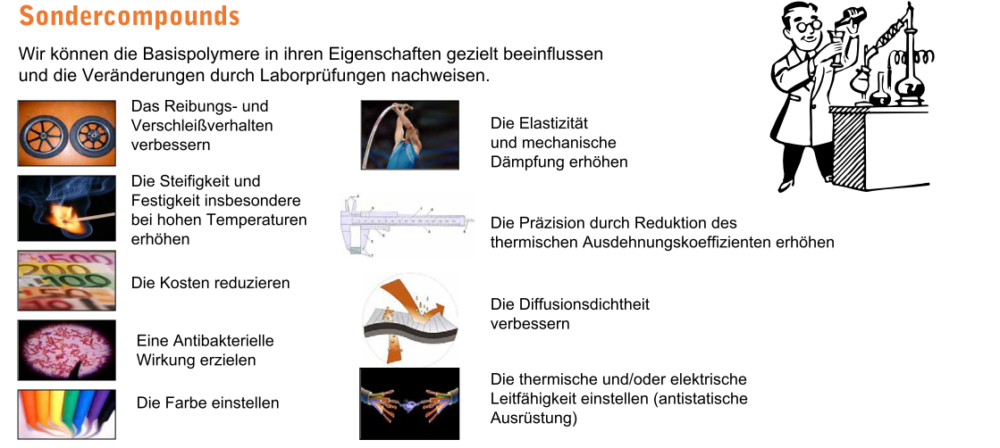 Sondercompounds
Wir können die Basispolymere in ihren Eigenschaften gezielt beeinflussen
und die Veränderungen durch Laborprüfungen nachweisen.
Das Reibungs- und
Verschleißverhalten
verbessern
Die Steifigkeit und
Festigkeit insbesondere
bei hohen Temperaturen
erhöhen
500
200
100
Die Kosten reduzieren
Eine Antibakterielle
Wirkung erzielen
Die Farbe einstellen
Die Elastizität
und mechanische
Dämpfung erhöhen
Die Präzision durch Reduktion des
thermischen Ausdehnungskoeffizienten erhöhen
Die Diffusionsdichtheit
verbessern
Die thermische und/oder elektrische
Leitfähigkeit einstellen (antistatische
Ausrüstung)